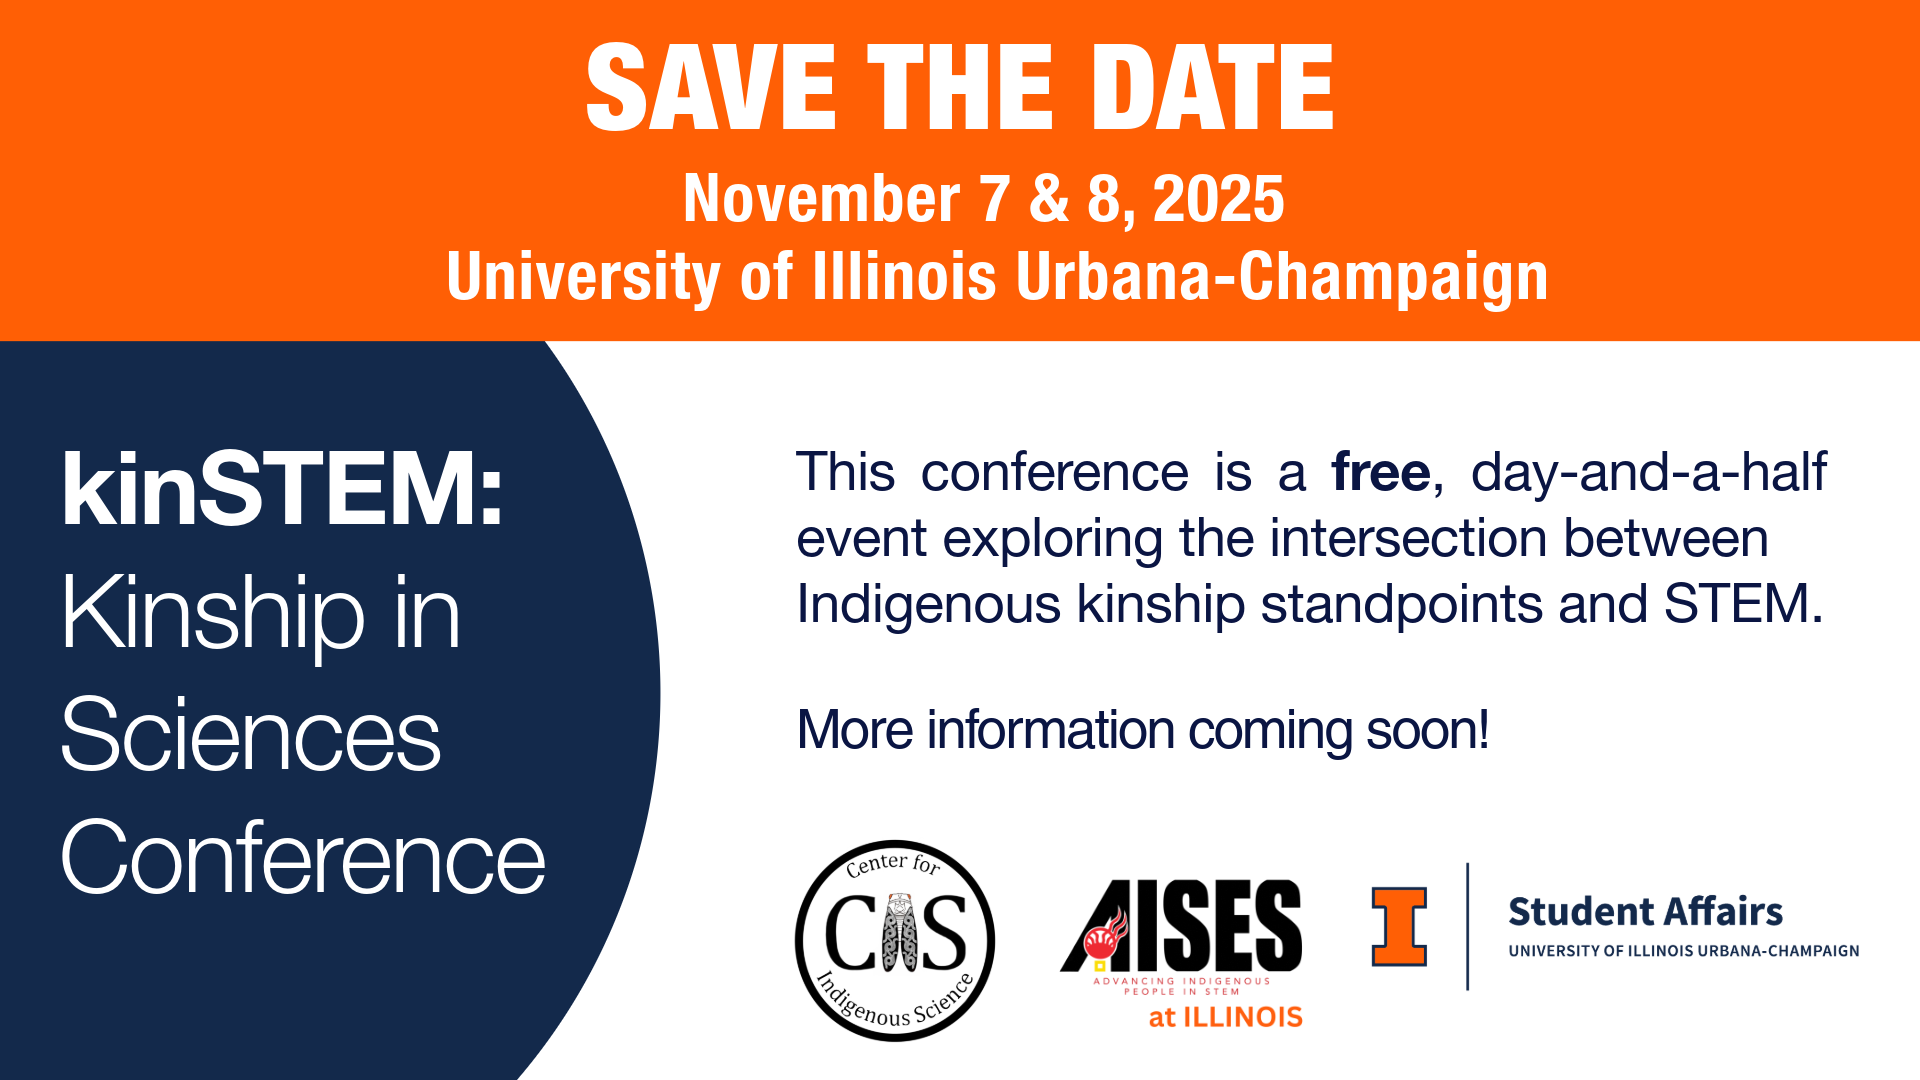 SAVE THE DATE
November 7 & 8, 2025
University of Illinois Urbana-Champaign
kinSTEM:
Kinship in
Sciences
Conference
This conference is a free, day-and-a-half
event exploring the intersection between
Indigenous kinship standpoints and STEM.
More information coming soon!
Center for
CIS
Indigenous Science
AISES
ADVANCING INDIGENOUS
PEOPLE IN STEM
at ILLINOIS
I
Student Affairs
UNIVERSITY OF ILLINOIS URBANA-CHAMPAIGN